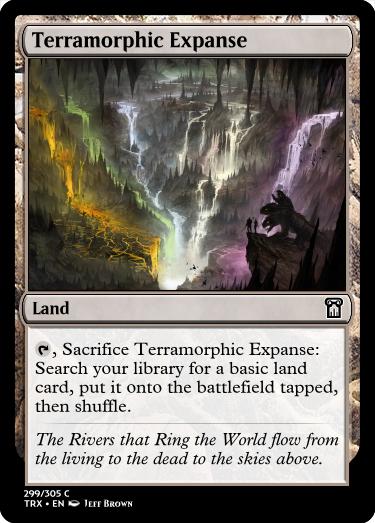 Terramorphic Expanse
Land
, Sacrifice Terramorphic Expanse:
Search your library for a basic land
card, put it onto the battlefield tapped,
then shuffle.
The Rivers that Ring the World flow from
the living to the dead to the skies above.
299/305 C
TRX • EN Jeff Brown